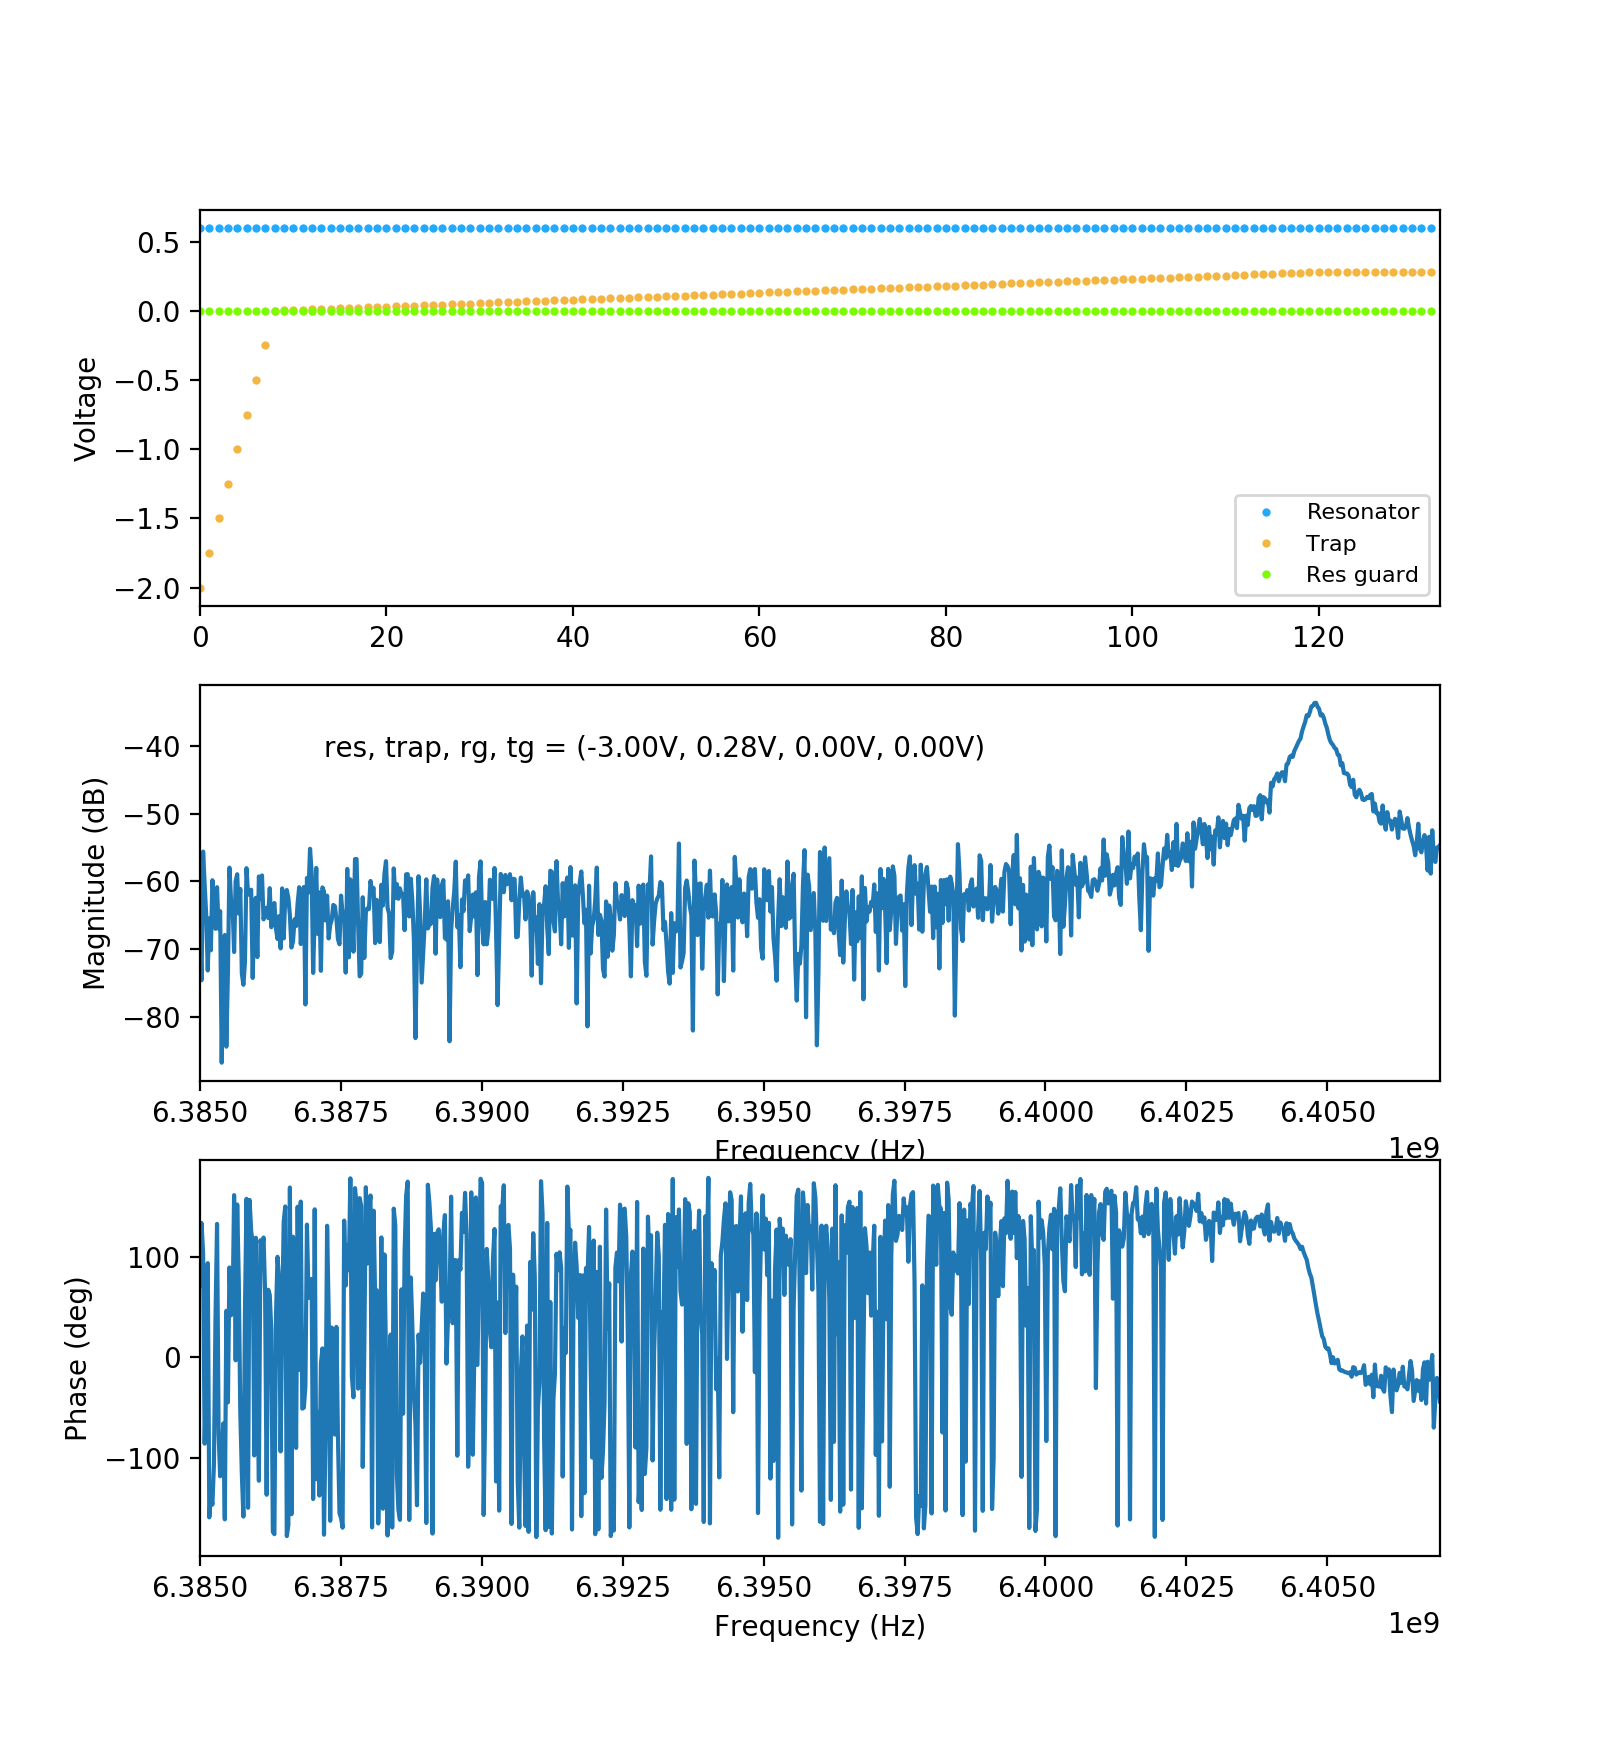 0.5
0.0
−0.5
−1.0
−1.5
−2.0
Voltage
Resonator
Trap
Res guard
0 20 40 60 80 100 120
res, trap, rg, tg = (-3.00V, 0.28V, 0.00V, 0.00V)
−40
−50
−60
−70
−80
Magnitude (dB)
6.3850 6.3875 6.3900 6.3925 6.3950 6.3975 6.4000 6.4025 6.4050
Frequency (Hz)
1e9
100
0
−100
Phase (deg)
6.3850 6.3875 6.3900 6.3925 6.3950 6.3975 6.4000 6.4025 6.4050
Frequency (Hz)
1e9